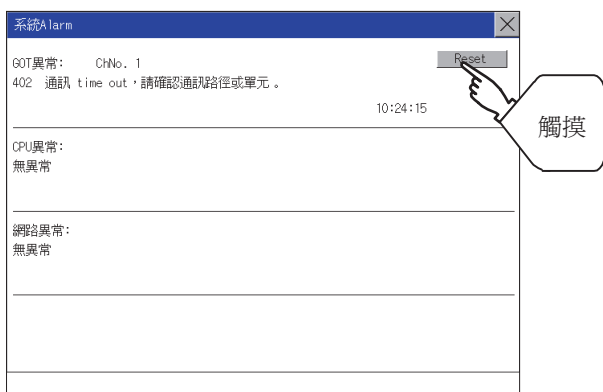 系統Alarm
GOT異常: ChNo. 1
Reset
402 通訊 time out，請確認通訊路徑或單元。
10:24:15
觸摸
CPU異常:
無異常
網路異常:
無異常